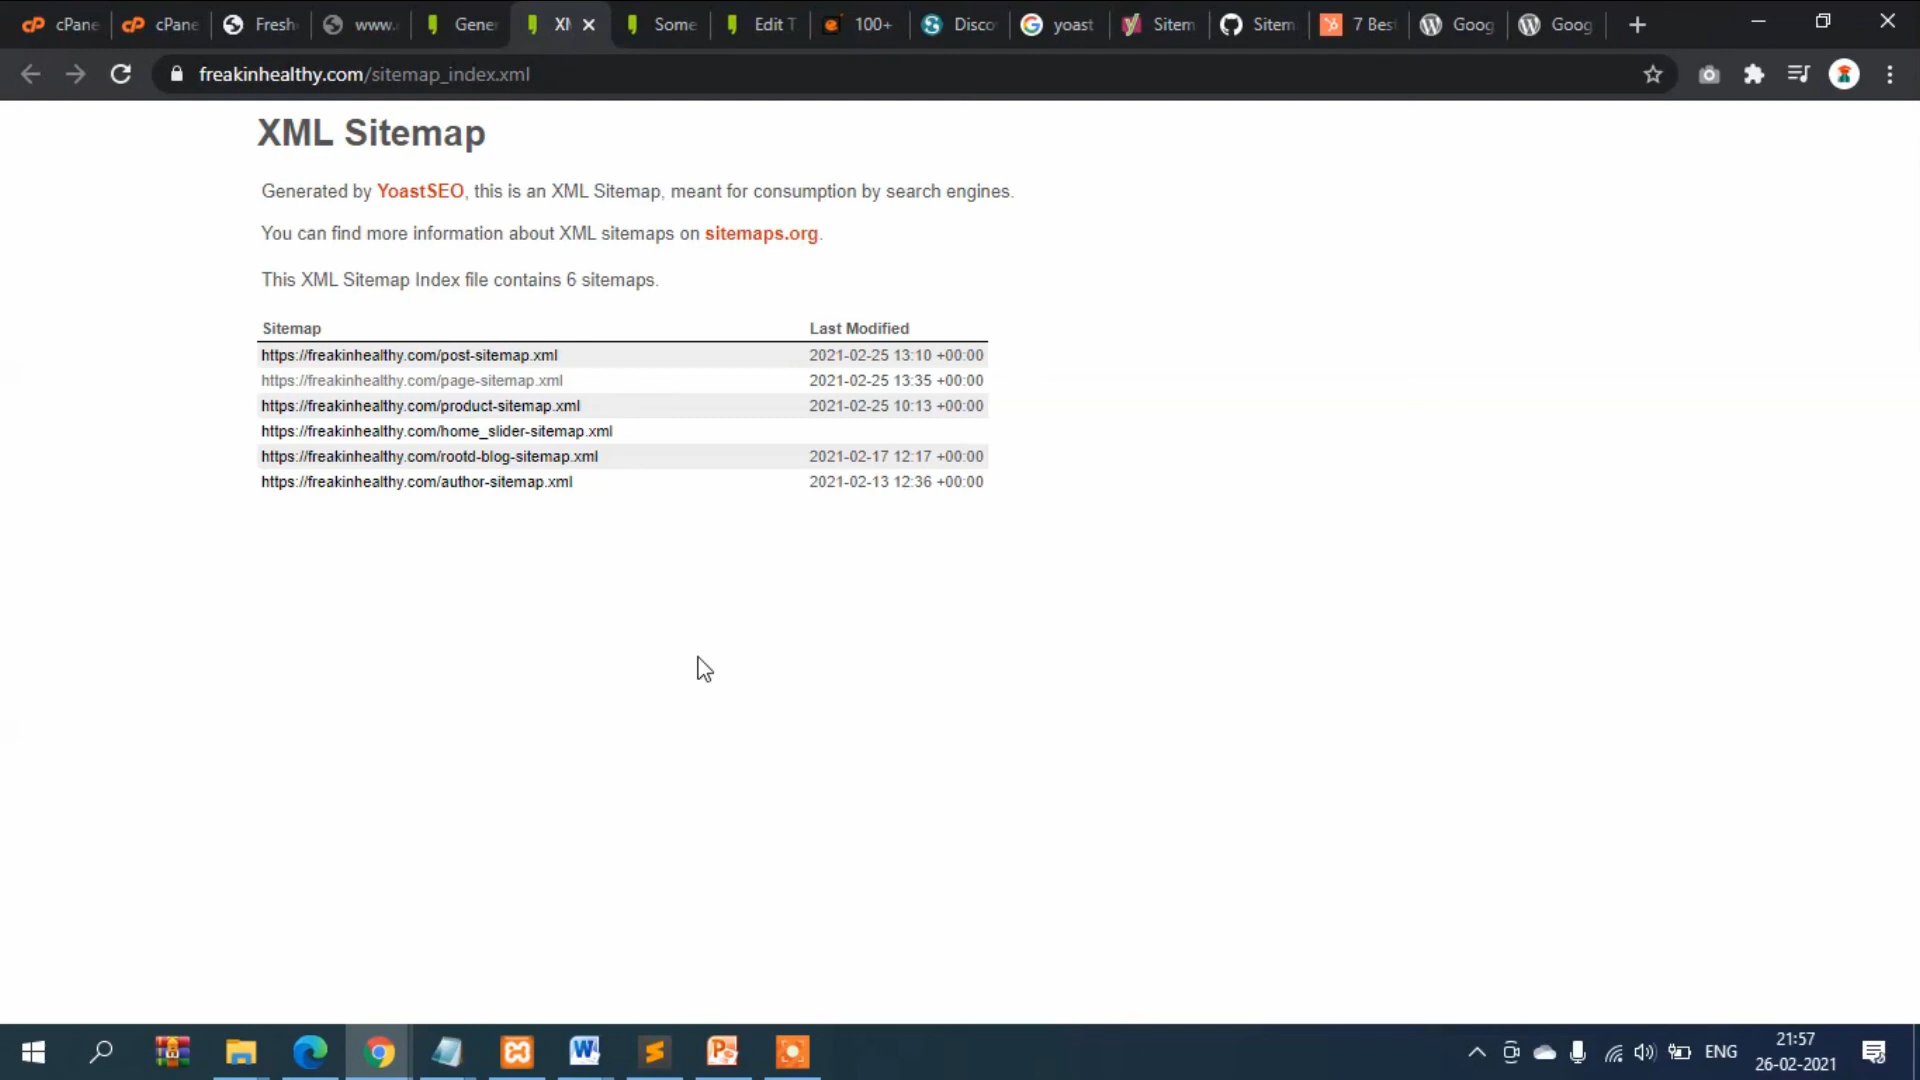 cPane
cPane
Fresh
www.
Gener
XM
Some
Edit T
100+
Disco
yoast
Sitem
Sitem
7 Bes
Goog
Goog
freakinhealthy.com/sitemap_index.xml
XML Sitemap
Generated by YoastSEO, this is an XML Sitemap, meant for consumption by search engines.
You can find more information about XML sitemaps on sitemaps.org.
This XML Sitemap Index file contains 6 sitemaps.
Sitemap Last Modified
https://freakinhealthy.com/post-sitemap.xml 2021-02-25 13:10 +00:00
https://freakinhealthy.com/page-sitemap.xml 2021-02-25 13:35 +00:00
https://freakinhealthy.com/product-sitemap.xml 2021-02-25 10:13 +00:00
https://freakinhealthy.com/home_slider-sitemap.xml
https://freakinhealthy.com/rootd-blog-sitemap.xml 2021-02-17 12:17 +00:00
https://freakinhealthy.com/author-sitemap.xml 2021-02-13 12:36 +00:00
ENG
21:57
26-02-2021